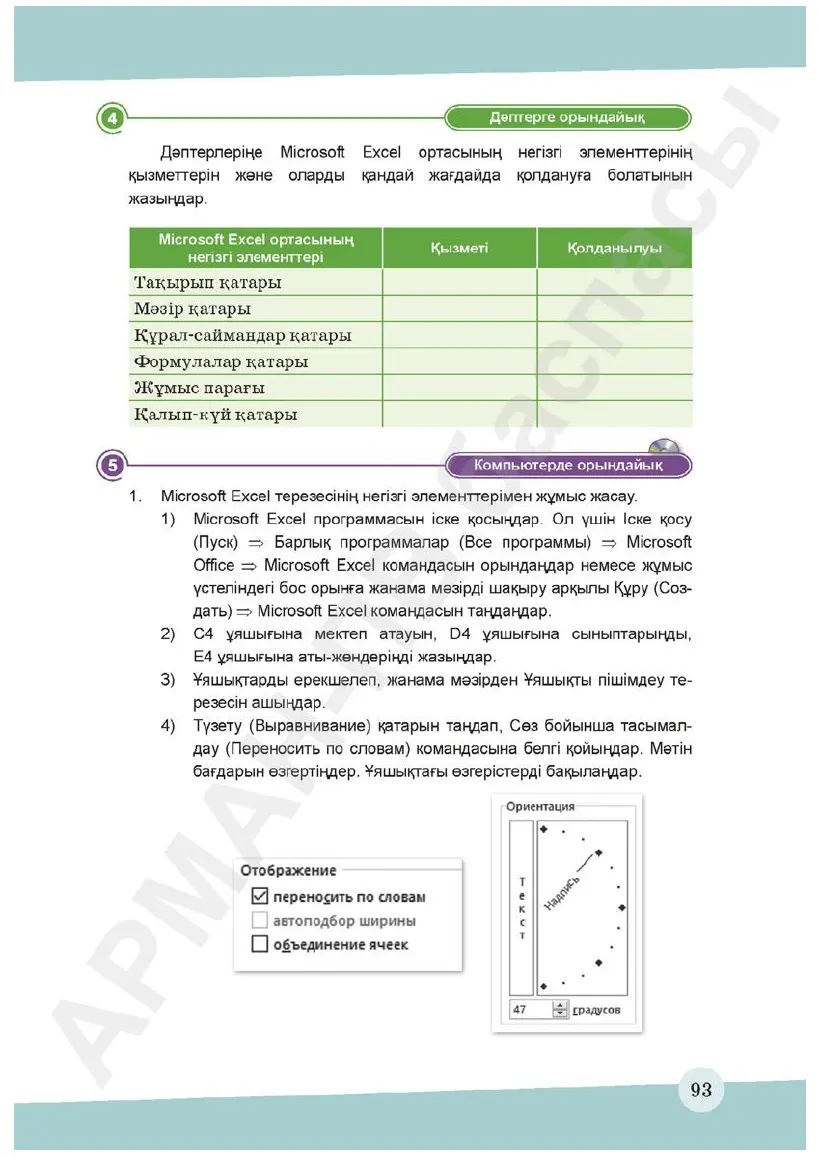 4
Дәптерге орындайық
Дәптерлеріңе Microsoft Excel ортасының негізгі элементтерінің
қызметтерін және оларды қандай жағдайда қолдануға болатынын
жазыңдар.
Microsoft Excel ортасының
негізгі элементтері
Қызметі
Қолданылуы
Тақырып қатары
Мәзір қатары
Құрал-саймандар қатары
Формулалар қатары
Жұмыс парағы
Қалып-күй қатары
5
Компьютерде орындайық
1. Microsoft Excel терезесінің негізгі элементтерімен жұмыс жасау.
1) Microsoft Excel программасын іске қосыңдар. Ол үшін Іске қосу
(Пуск) ⇒ Барлық программалар (Все программы) ⇒ Microsoft
Office ⇒ Microsoft Excel командасын орындаңдар немесе жұмыс
үстеліндегі бос орынға жанама мәзірді шақыру арқылы Құру (Соз-
дать) ⇒ Microsoft Excel командасын таңдаңдар.
2) С4 ұяшығына мектеп атауын, D4 ұяшығына сыныптарыңды,
Е4 ұяшығына аты-жөндеріңді жазыңдар.
3) Ұяшықтарды ерекшелеп, жанама мәзірден Ұяшықты пішімдеу те-
резесін ашыңдар.
4) Түзету (Выравнивание) қатарын таңдап, Сөз бойынша тасымал-
дау (Переносить по словам) командасына белгі қойыңдар. Мәтін
бағдарын өзгертіңдер. Ұяшықтағы өзгерістерді бақылаңдар.
Отображение
переносить по словам
автоподбор ширины
объединение ячеек
Ориентация
Текст
Надпись
47 градусов
93
АРМАН-ПВ баспасы